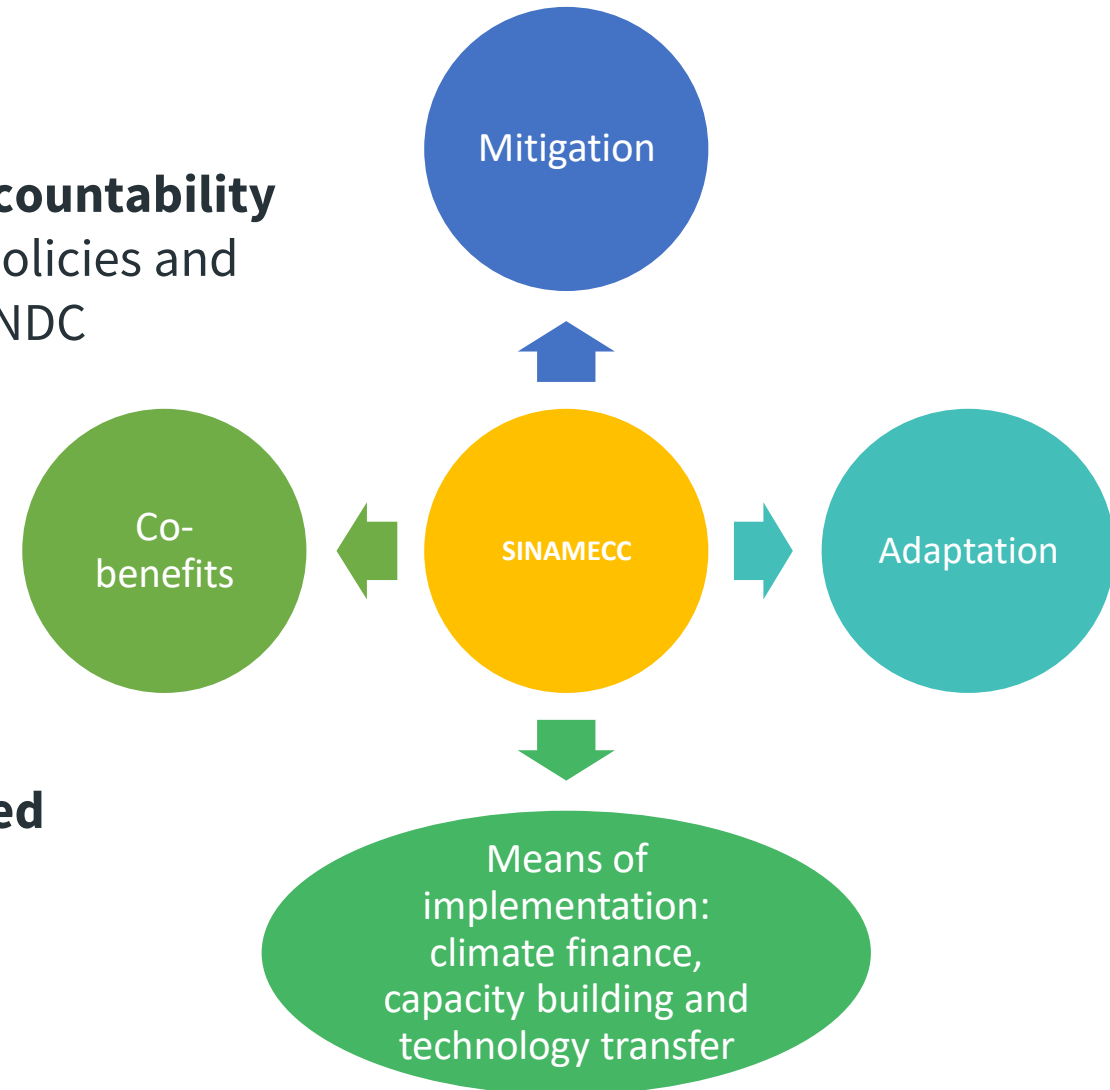 Mitigation
countability
olicies and
NDC
Co-
benefits
SINAMECC
Adaptation
ed
Means of
implementation:
climate finance,
capacity building and
technology transfer